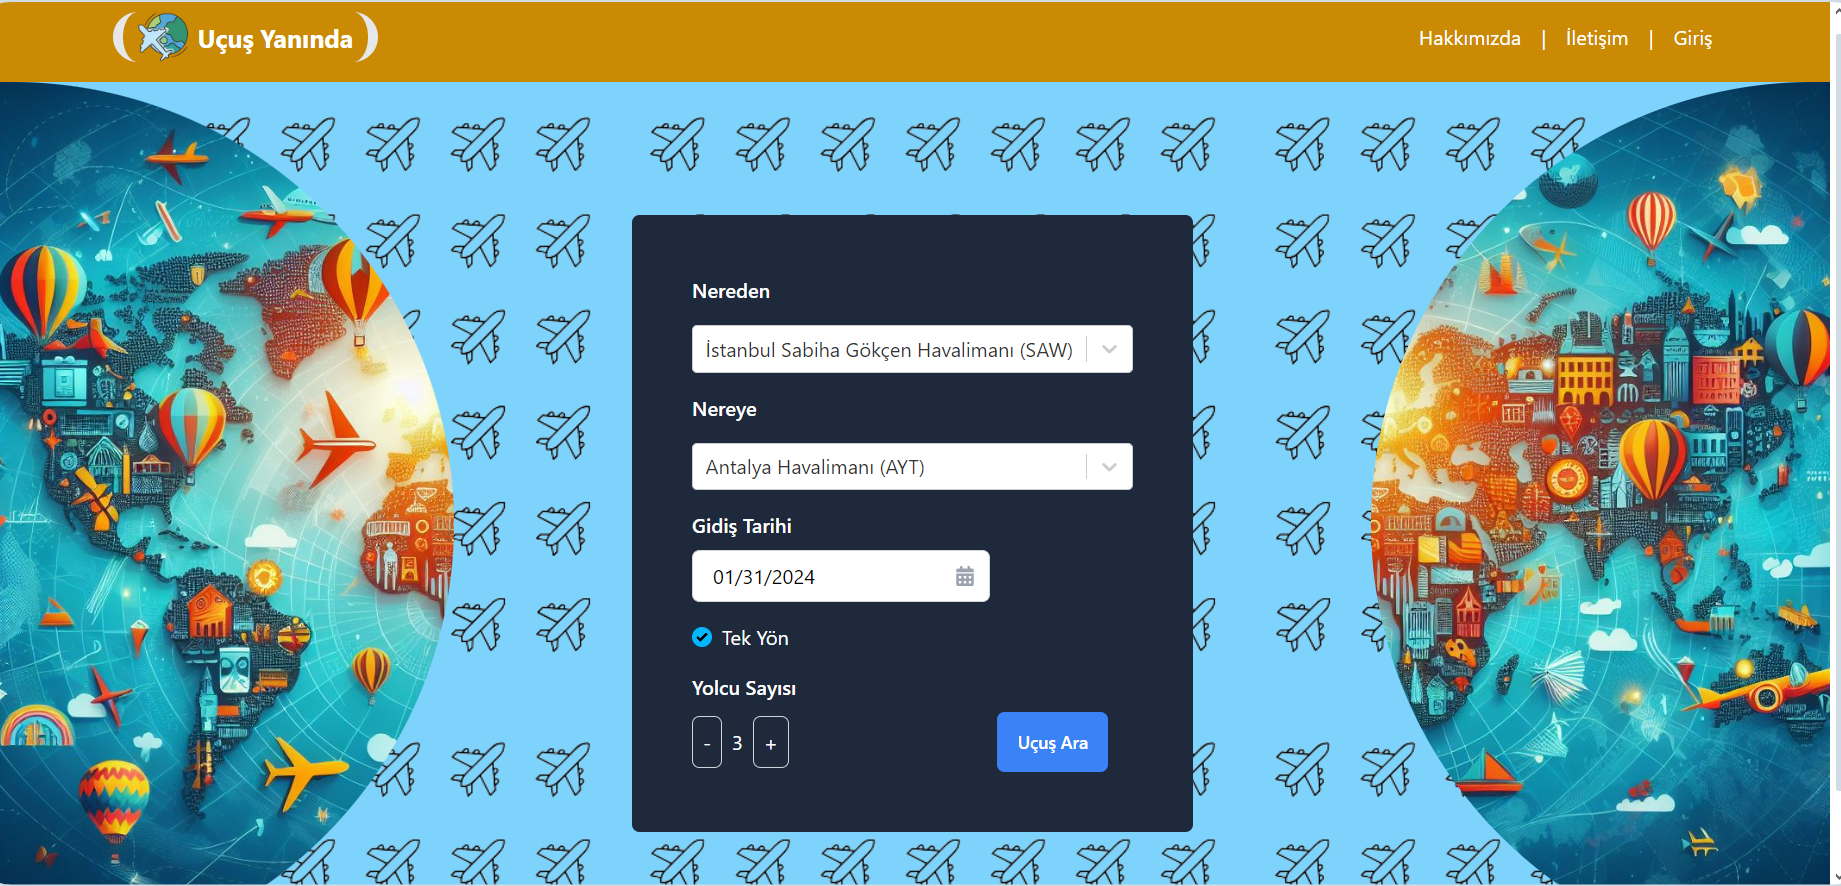 Uçuş Yanında
Hakkımızda | İletişim | Giriş
Nereden
İstanbul Sabiha Gökçen Havalimanı (SAW)
Nereye
Antalya Havalimanı (AYT)
Gidiş Tarihi
01/31/2024
Tek Yön
Yolcu Sayısı
- 3 +
Uçuş Ara